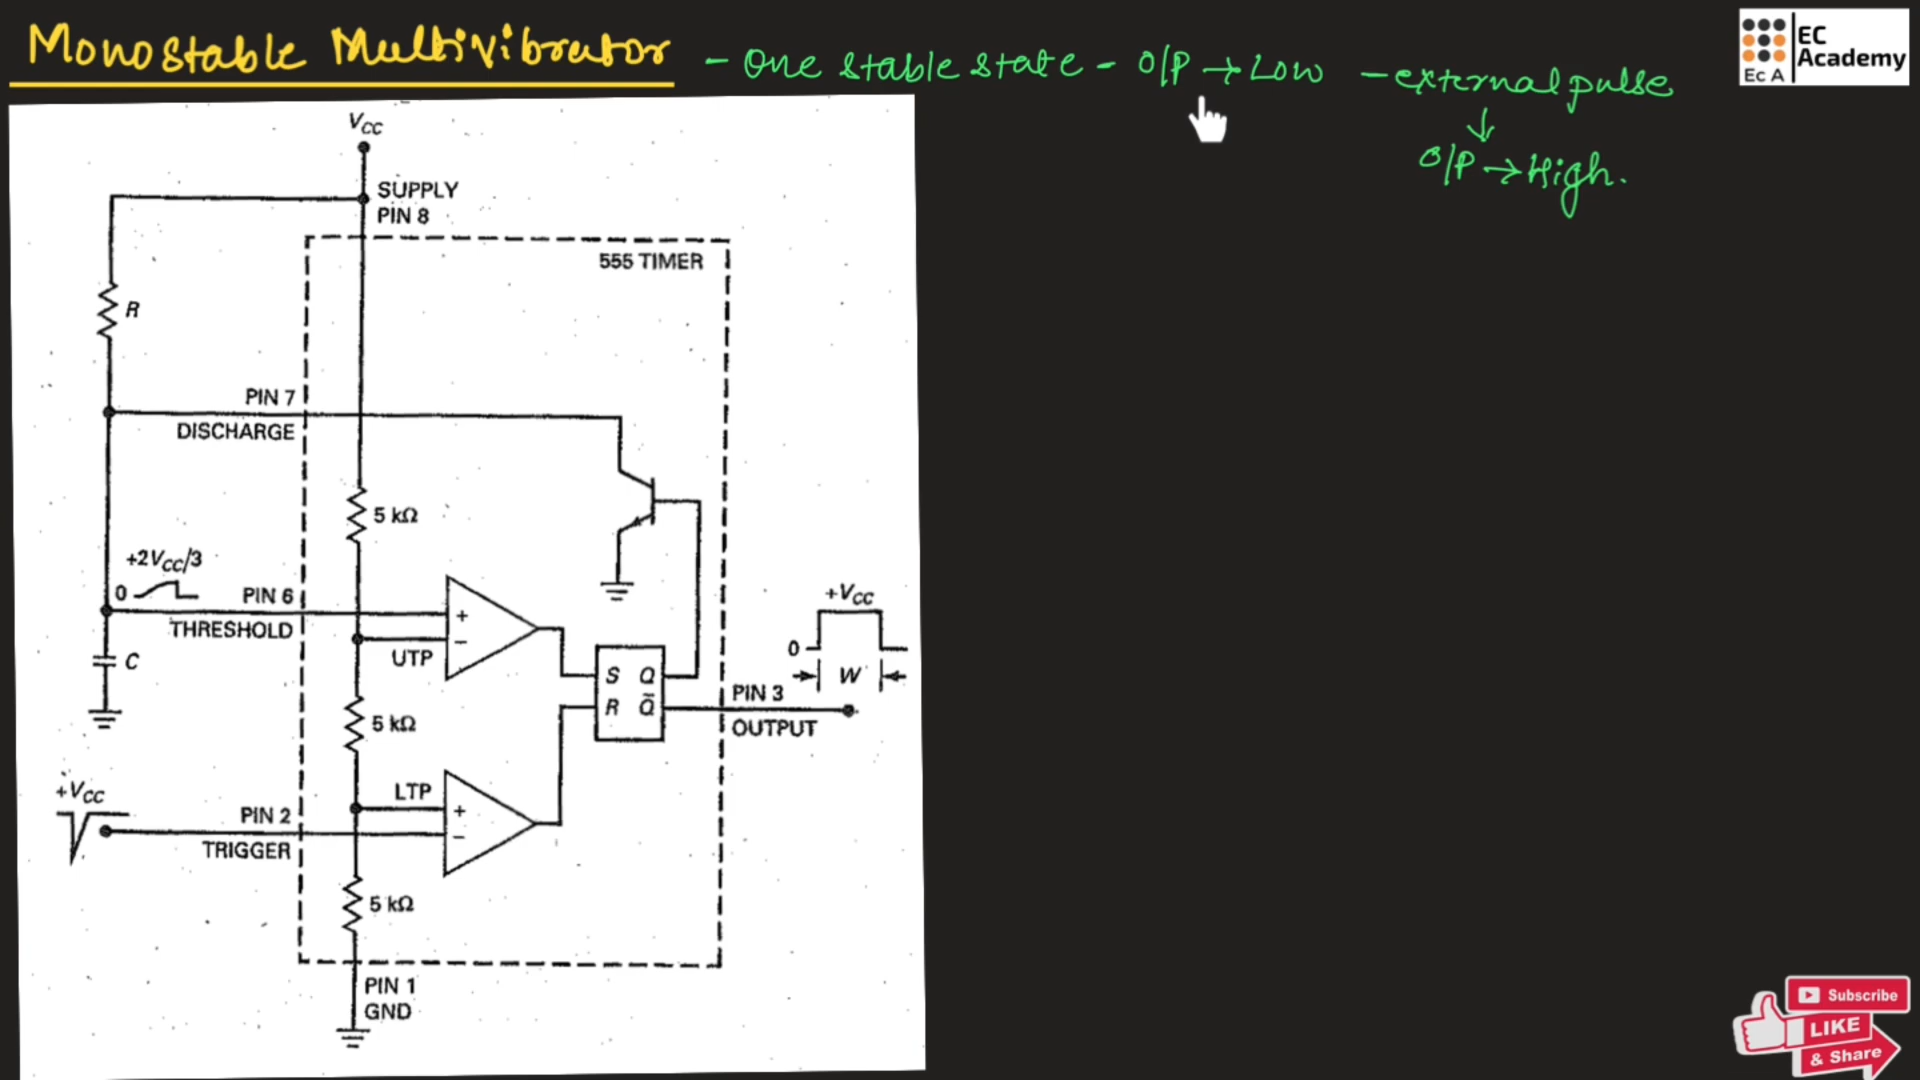 Monostable Multivibrator - One stable state - O/P → Low - external pulse
↓
O/P → High.
EC
Academy
Ec A
VCC
SUPPLY
PIN 8
555 TIMER
R
PIN 7
DISCHARGE
5 kΩ
+2VCC/3
0
PIN 6
THRESHOLD
+
−
UTP
C
S Q
R Q̄
+VCC
0
W
PIN 3
OUTPUT
5 kΩ
+VCC
LTP
PIN 2
TRIGGER
+
−
5 kΩ
PIN 1
GND
Subscribe
LIKE
& Share